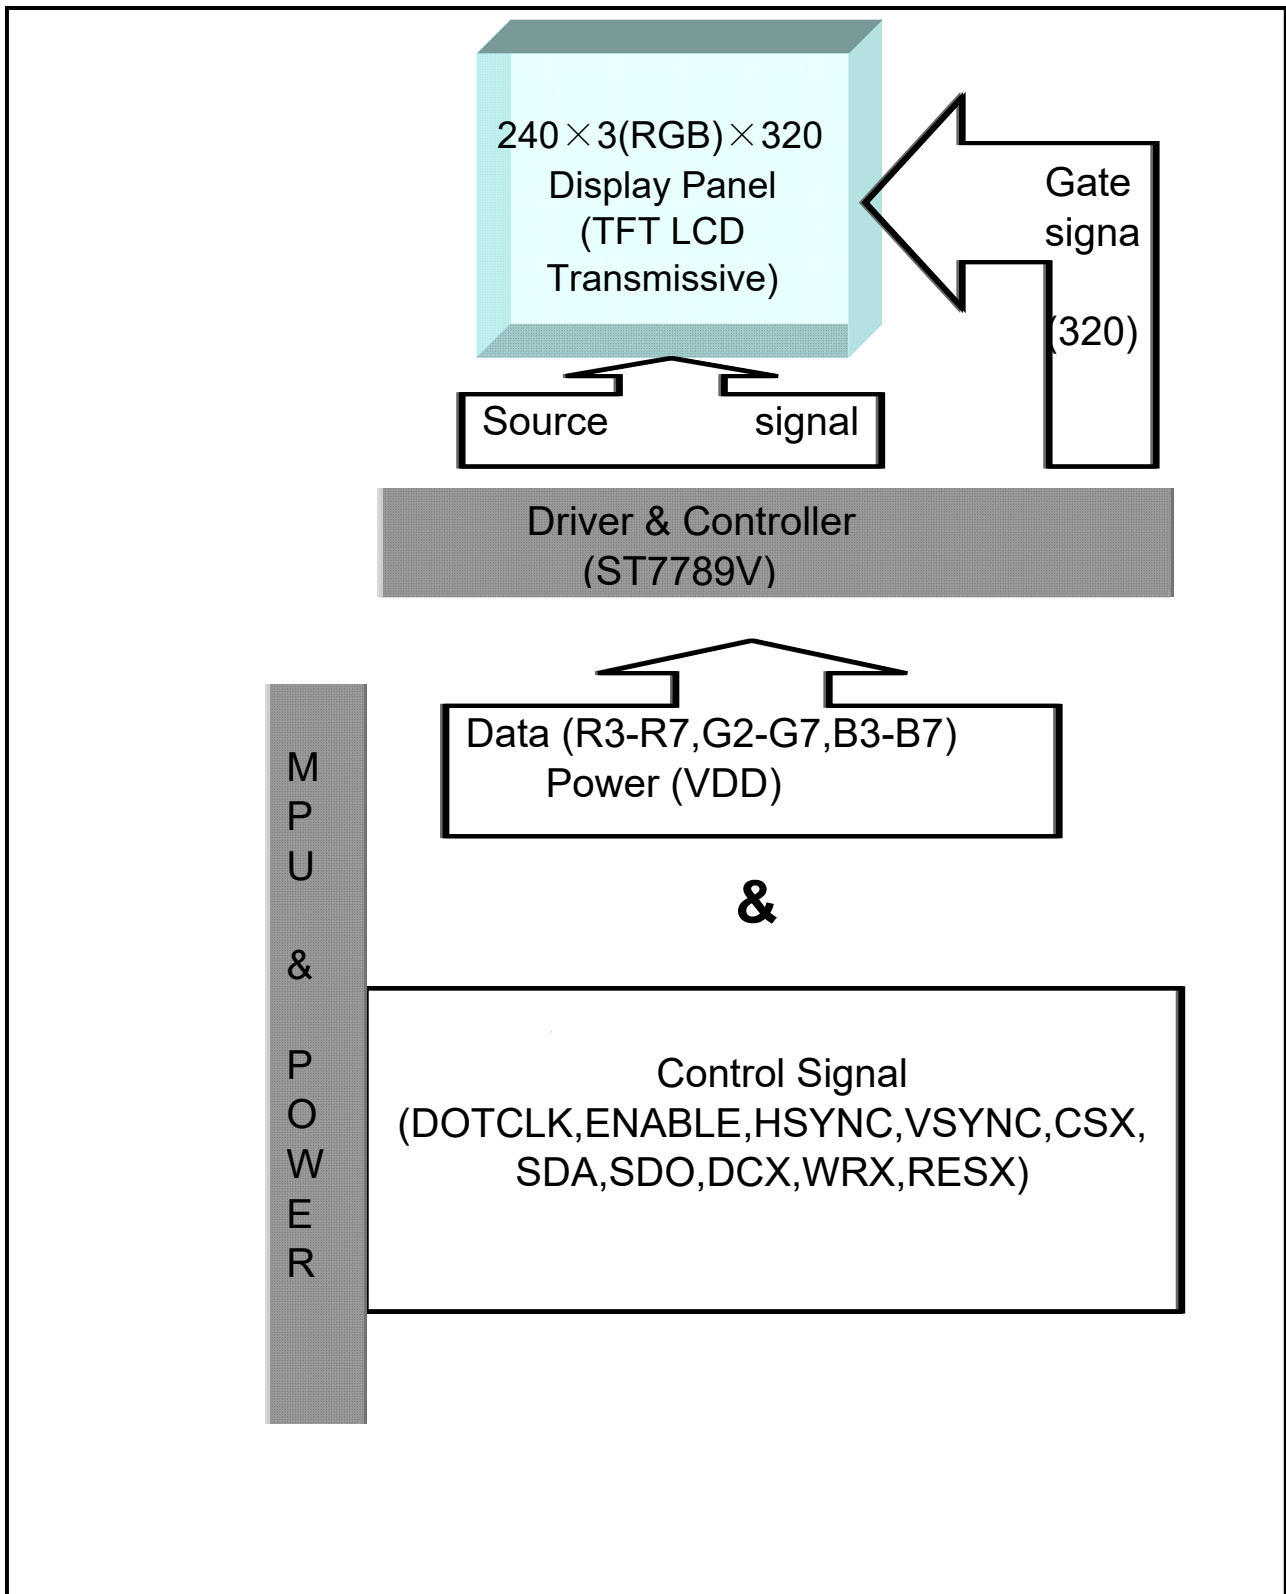 240×3(RGB)×320
Display Panel
(TFT LCD
Transmissive)
Gate
signa
(320)
Source signal
Driver & Controller
(ST7789V)
Data (R3-R7,G2-G7,B3-B7)
Power (VDD)
&
M
P
U
&
P
O
W
E
R
Control Signal
(DOTCLK,ENABLE,HSYNC,VSYNC,CSX,
SDA,SDO,DCX,WRX,RESX)